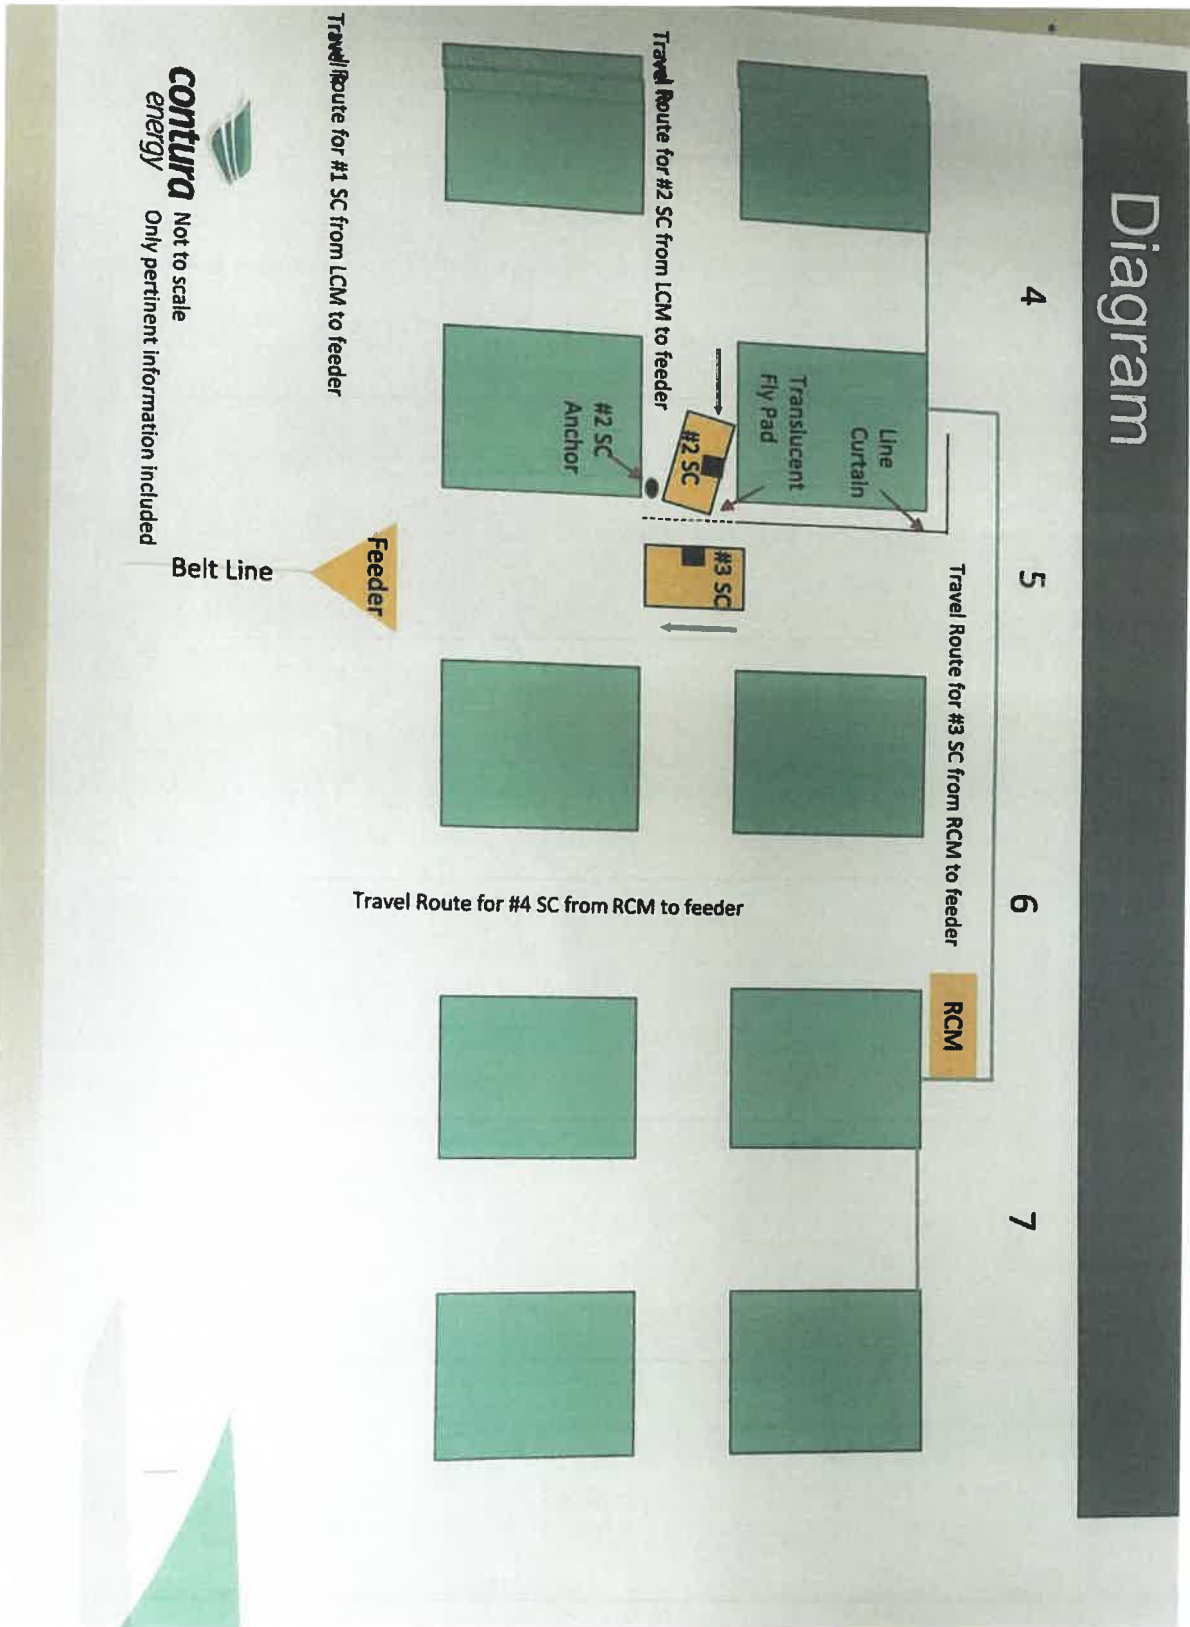 Diagram
4
5
6
7
Line
Curtain
Translucent
Fly Pad
Travel Route for #3 SC from RCM to feeder
RCM
Travel Route for #2 SC from LCM to feeder
#2 SC
#3 SC
#2 SC
Anchor
Travel Route for #4 SC from RCM to feeder
Travel Route for #1 SC from LCM to feeder
Feeder
Belt Line
contura
energy
Not to scale
Only pertinent information included